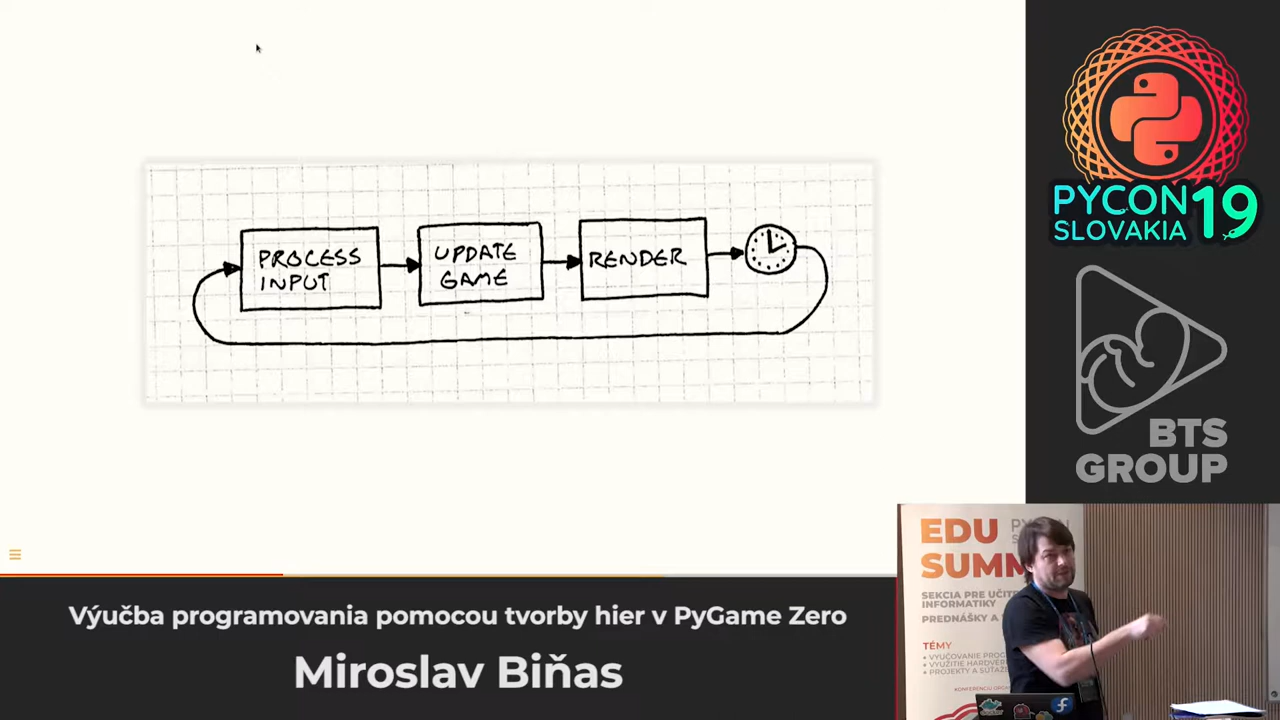 PROCESS
INPUT
UPDATE
GAME
RENDER
PYCON 19
SLOVAKIA
BTS
GROUP
EDU
SUMM
SEKCIA PRE
INFORMATIKY
PREDNÁŠKY A
TÉMY
Výučba programovania pomocou tvorby hier v PyGame Zero
Miroslav Biňas